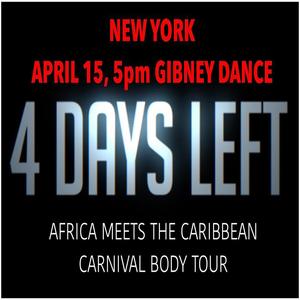 NEW YORK
APRIL 15, 5pm GIBNEY DANCE
4 DAYS LEFT
AFRICA MEETS THE CARIBBEAN
CARNIVAL BODY TOUR